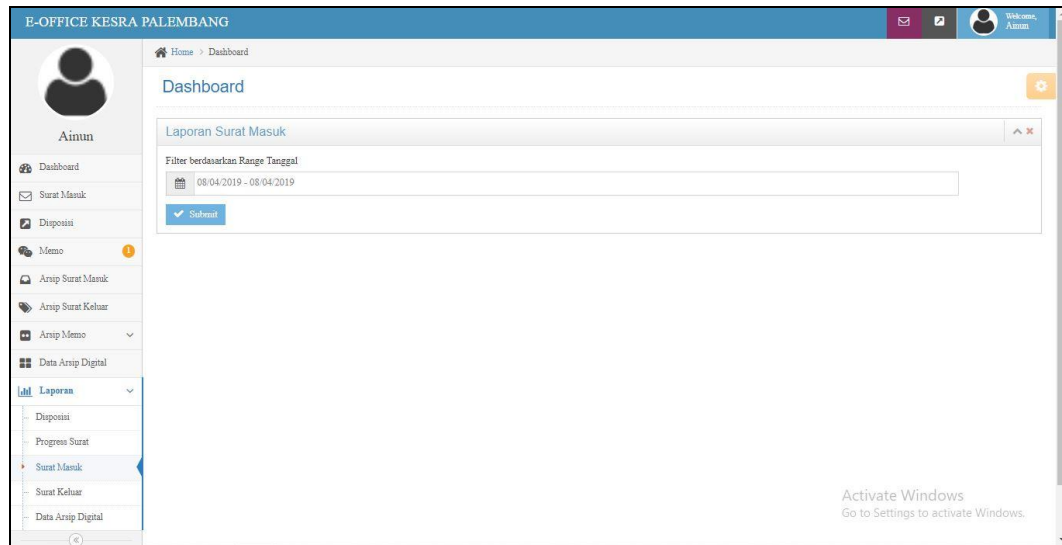 E-OFFICE KESRA PALEMBANG
Welcome,
Ainun
Ainun
Dashboard
Surat Masuk
Disposisi
Memo 1
Arsip Surat Masuk
Arsip Surat Keluar
Arsip Memo
Data Arsip Digital
Laporan
Disposisi
Progress Surat
Surat Masuk
Surat Keluar
Data Arsip Digital
Home > Dashboard
Dashboard
Laporan Surat Masuk
Filter berdasarkan Range Tanggal
08/04/2019 - 08/04/2019
Submit
Activate Windows
Go to Settings to activate Windows.